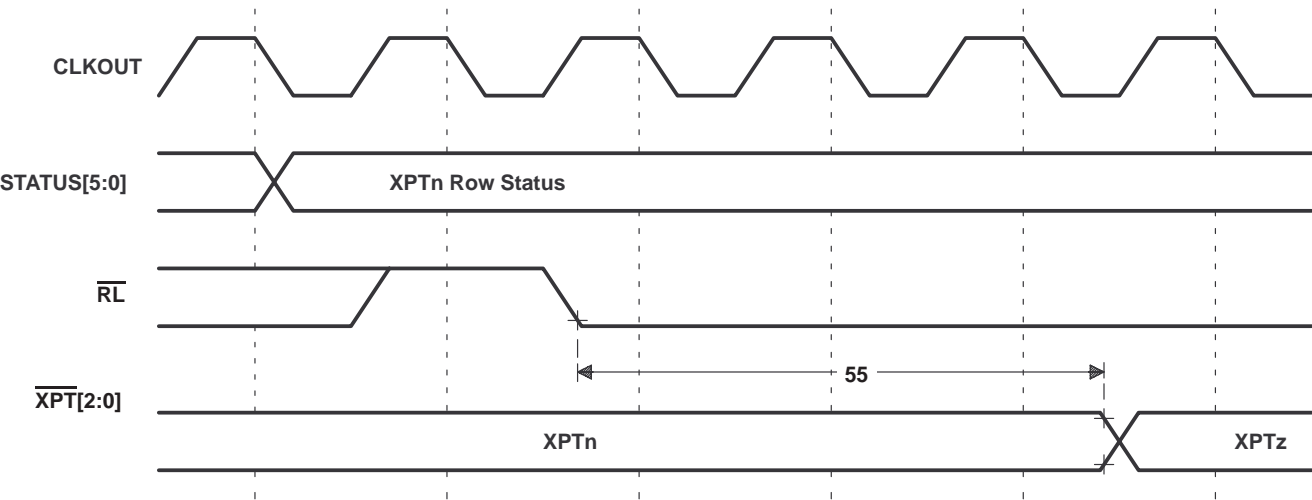 CLKOUT
STATUS[5:0]
XPTn Row Status
RL
55
XPT[2:0]
XPTn
XPTz